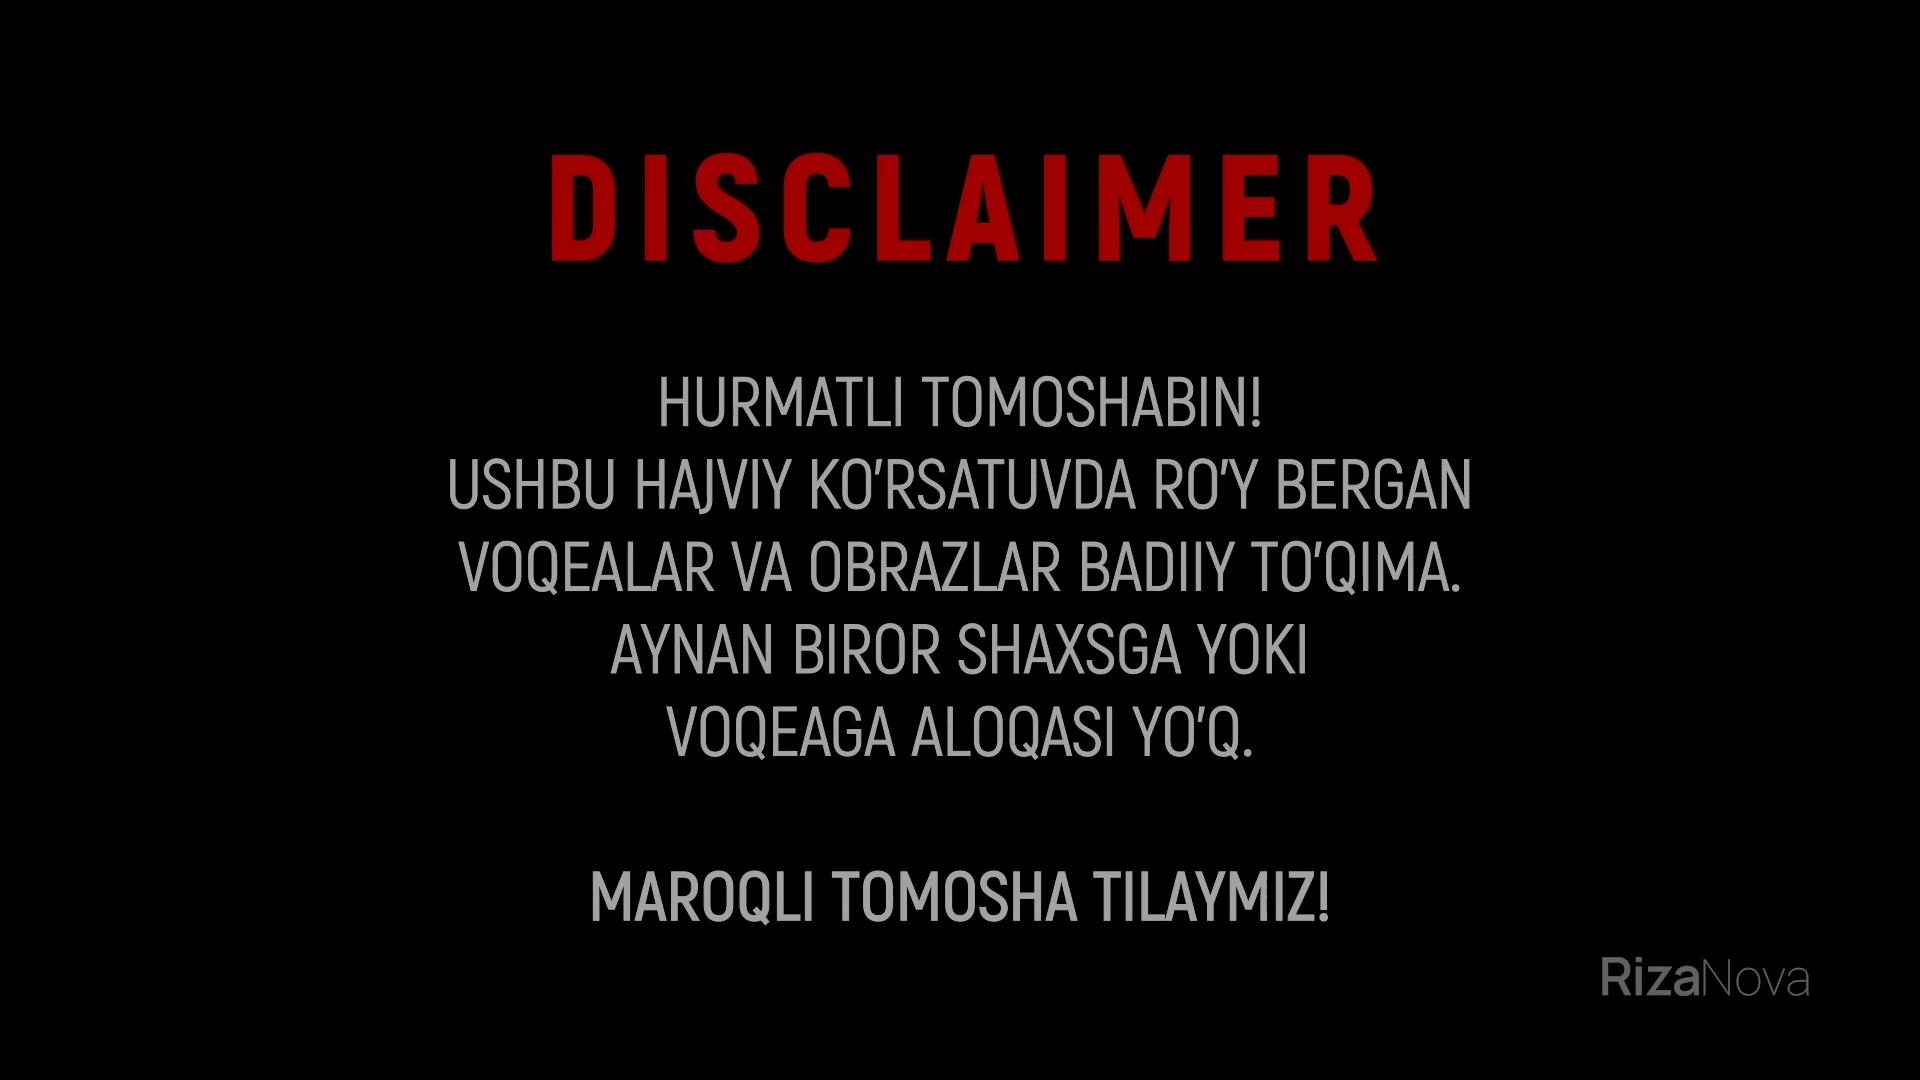 DISCLAIMER
HURMATLI TOMOSHABIN!
USHBU HAJVIY KO'RSATUVDA RO'Y BERGAN
VOQEALAR VA OBRAZLAR BADIIY TO'QIMA.
AYNAN BIROR SHAXSGA YOKI
VOQEAGA ALOQASI YO'Q.
MAROQLI TOMOSHA TILAYMIZ!
RizaNova